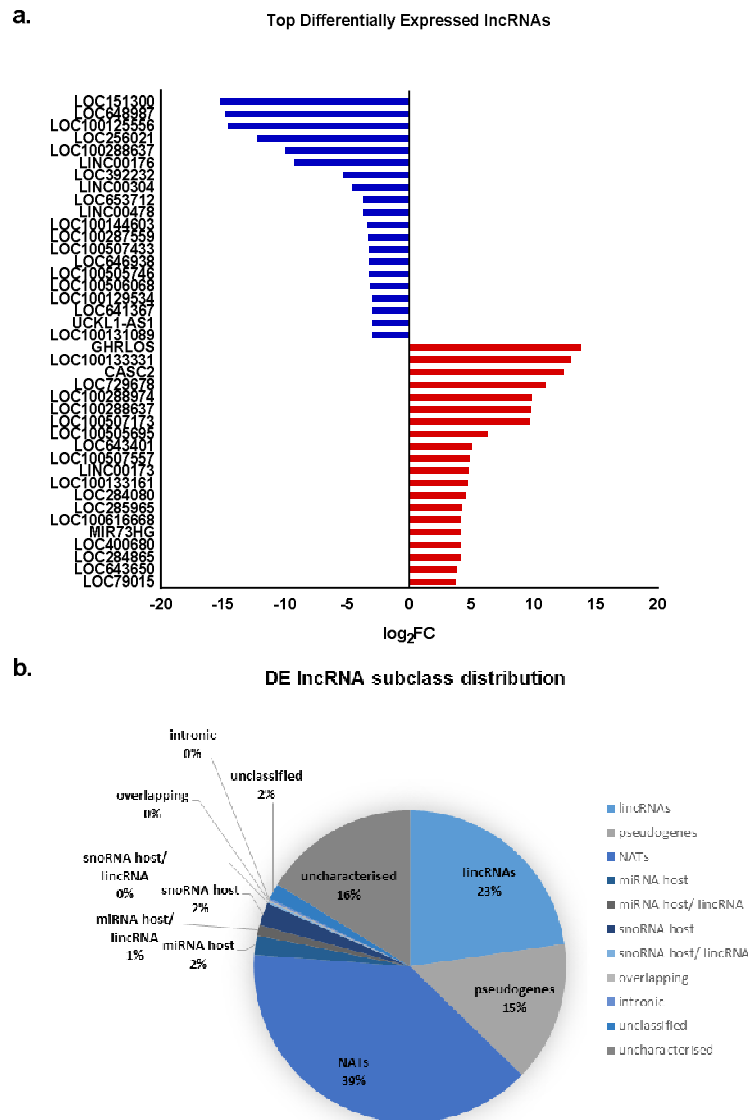 a.
Top Differentially Expressed lncRNAs
LOC151300
LOC648987
LOC100125556
LOC256021
LOC100288637
LINC00176
LOC392232
LINC00304
LOC653712
LINC00478
LOC100144603
LOC100287559
LOC100507433
LOC646938
LOC100505746
LOC100506068
LOC100129534
LOC641367
UCKL1-AS1
LOC100131089
GHRLOS
LOC100133331
CASC2
LOC729678
LOC100288974
LOC100288637
LOC100507173
LOC100505695
LOC643401
LOC100507557
LINC00173
LOC100133161
LOC284080
LOC285965
LOC100616668
MIR73HG
LOC400680
LOC284865
LOC643650
LOC79015
-20 -15 -10 -5 0 5 10 15 20
log2FC
b.
DE lncRNA subclass distribution
intronic
0%
unclassified
2%
overlapping
0%
snoRNA host/
lincRNA
0%
snoRNA host
2%
miRNA host/
lincRNA
1%
miRNA host
2%
uncharacterised
16%
lincRNAs
23%
pseudogenes
15%
NATs
39%
lincRNAs
pseudogenes
NATs
miRNA host
miRNA host/ lincRNA
snoRNA host
snoRNA host/ lincRNA
overlapping
intronic
unclassified
uncharacterised